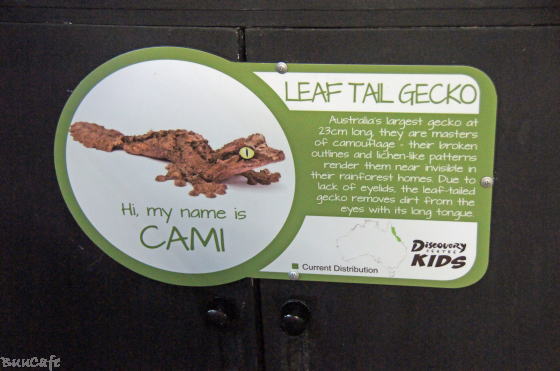 LEAF TAIL GECKO
Australia's largest gecko at
23cm long, they are masters
of camouflage - their broken
outlines and lichen-like patterns
render them near invisible in
their rainforest homes. Due to
lack of eyelids, the leaf-tailed
gecko removes dirt from the
eyes with its long tongue.
Hi, my name is
CAMI
Current Distribution
Discovery
CENTRE
KIDS
BunCafe